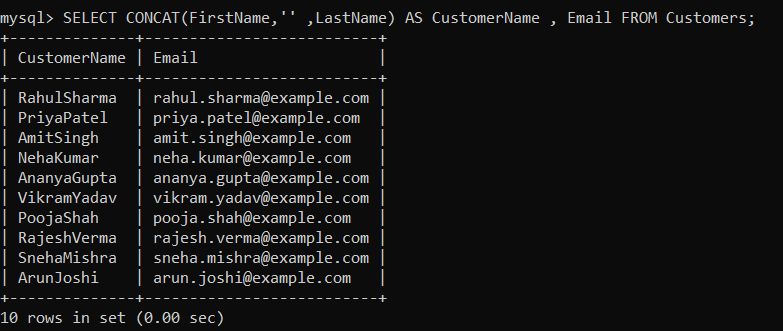 mysql> SELECT CONCAT(FirstName,'' ,LastName) AS CustomerName , Email FROM Customers;
+--------------+--------------------------+
| CustomerName | Email                    |
+--------------+--------------------------+
| RahulSharma  | rahul.sharma@example.com |
| PriyaPatel   | priya.patel@example.com  |
| AmitSingh    | amit.singh@example.com   |
| NehaKumar    | neha.kumar@example.com   |
| AnanyaGupta  | ananya.gupta@example.com |
| VikramYadav  | vikram.yadav@example.com |
| PoojaShah    | pooja.shah@example.com   |
| RajeshVerma  | rajesh.verma@example.com |
| SnehaMishra  | sneha.mishra@example.com |
| ArunJoshi    | arun.joshi@example.com   |
+--------------+--------------------------+
10 rows in set (0.00 sec)